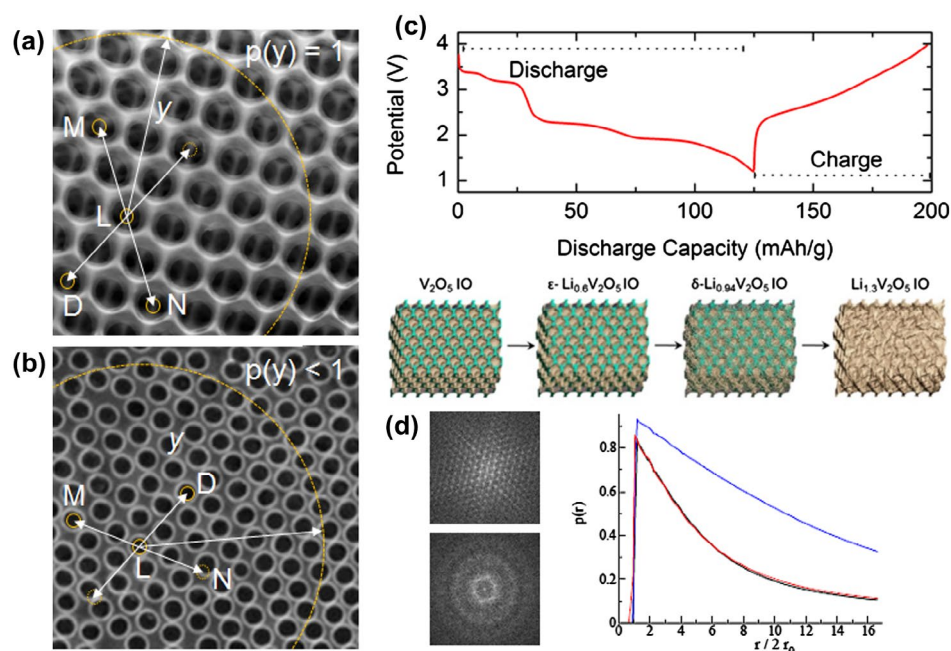 (a)
p(y) = 1
y
M
L
D
N
(b)
p(y) < 1
y
D
M
L
N
(c)
Potential (V)
4
3
2
1
Discharge
Charge
0 50 100 150 200
Discharge Capacity (mAh/g)
V₂O₅ IO
ε- Li₀.₆V₂O₅ IO
δ-Li₀.₉₄V₂O₅ IO
Li₁.₃V₂O₅ IO
(d)
p(r)
0.8
0.6
0.4
0.2
0
0 2 4 6 8 10 12 14 16
r / 2 r₀